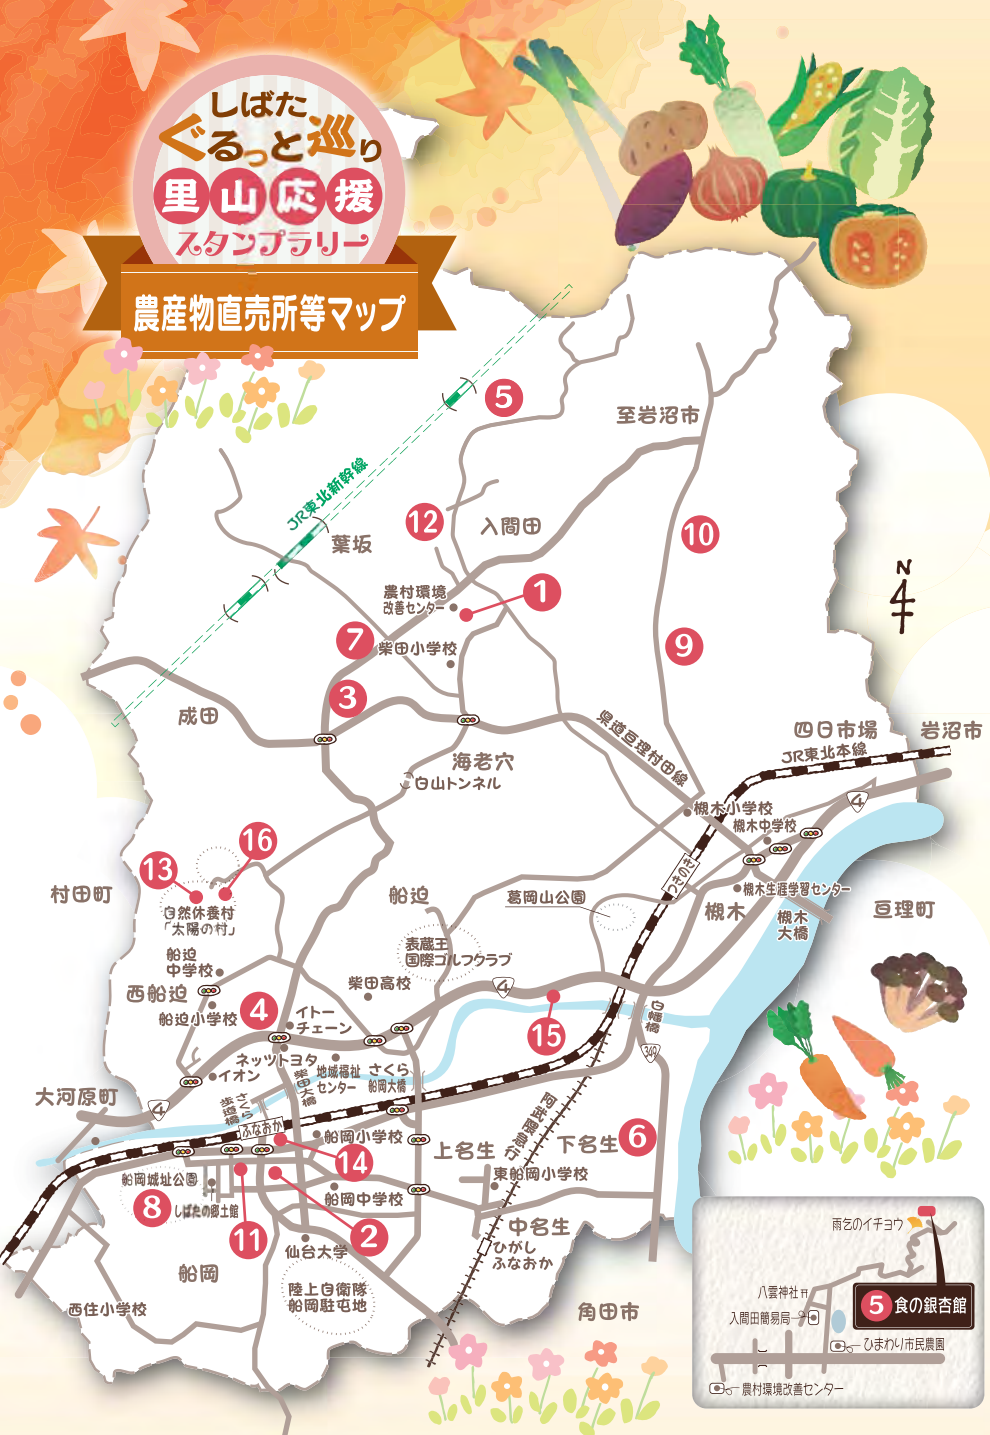 しばた
ぐるっと巡り
里山応援
スタンプラリー
農産物直売所等マップ
5
至岩沼市
JR東北新幹線
12
入間田
10
葉坂
N
農村環境
改善センター
1
7
柴田小学校
9
3
成田
県道亘理村田線
四日市場
岩沼市
JR東北本線
海老穴
白山トンネル
槻木小学校
4
槻木中学校
16
13
つきのき
村田町
船迫
葛岡山公園
槻木生涯学習センター
槻木
槻木
大橋
亘理町
自然休養村
「太陽の村」
表蔵王
国際ゴルフクラブ
船迫
中学校
西船迫
柴田高校
4
船迫小学校
4
イトー
チェーン
15
白幡橋
349
ネッツトヨタ
イオン
柴田大橋
地域福祉
センター
さくら
船岡大橋
大河原町
4
さくら
歩道橋
ふなおか
阿武隈急行
船岡小学校
上名生
下名生
6
14
東船岡小学校
船岡城址公園
8
しばたの郷土館
船岡中学校
11
2
中名生
仙台大学
ひがし
ふなおか
船岡
陸上自衛隊
船岡駐屯地
西住小学校
角田市
雨乞のイチョウ
八雲神社
5 食の銀杏館
入間田簡易局
ひまわり市民農園
農村環境改善センター